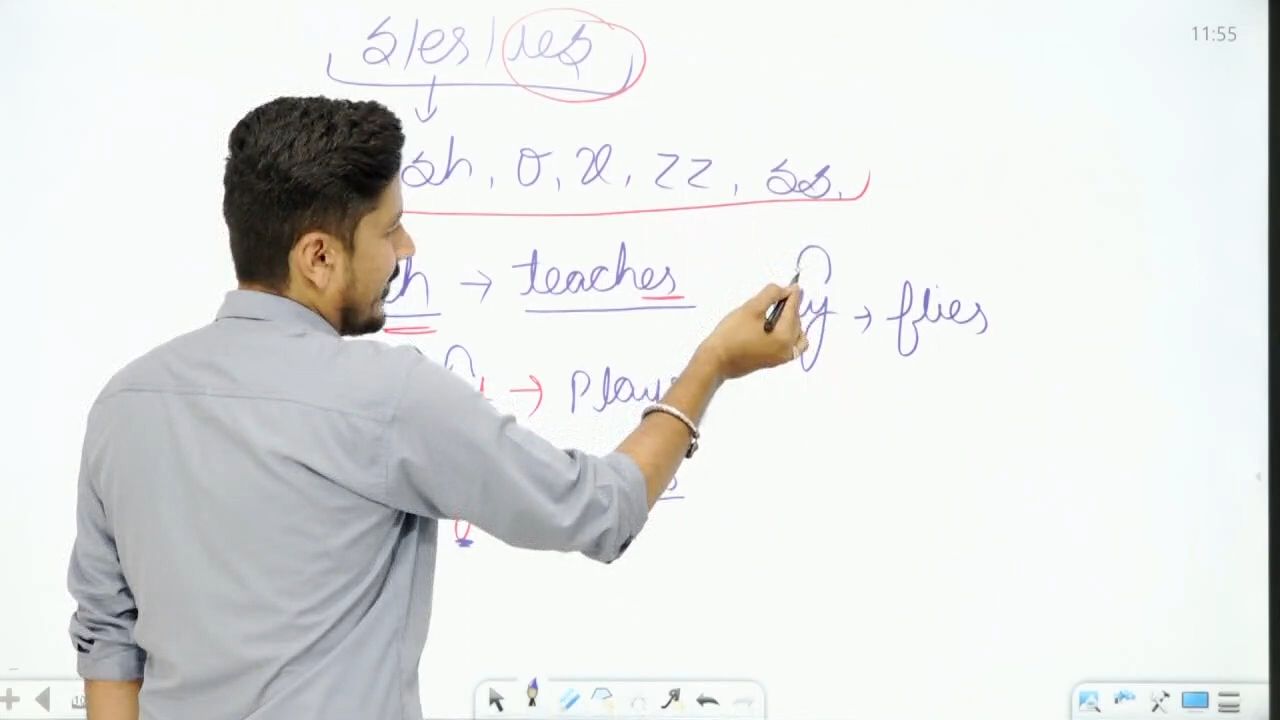 11:55
s/es/ies
sh, o, x, zz, ss,
h → teaches
y → flies
→ Plays
s